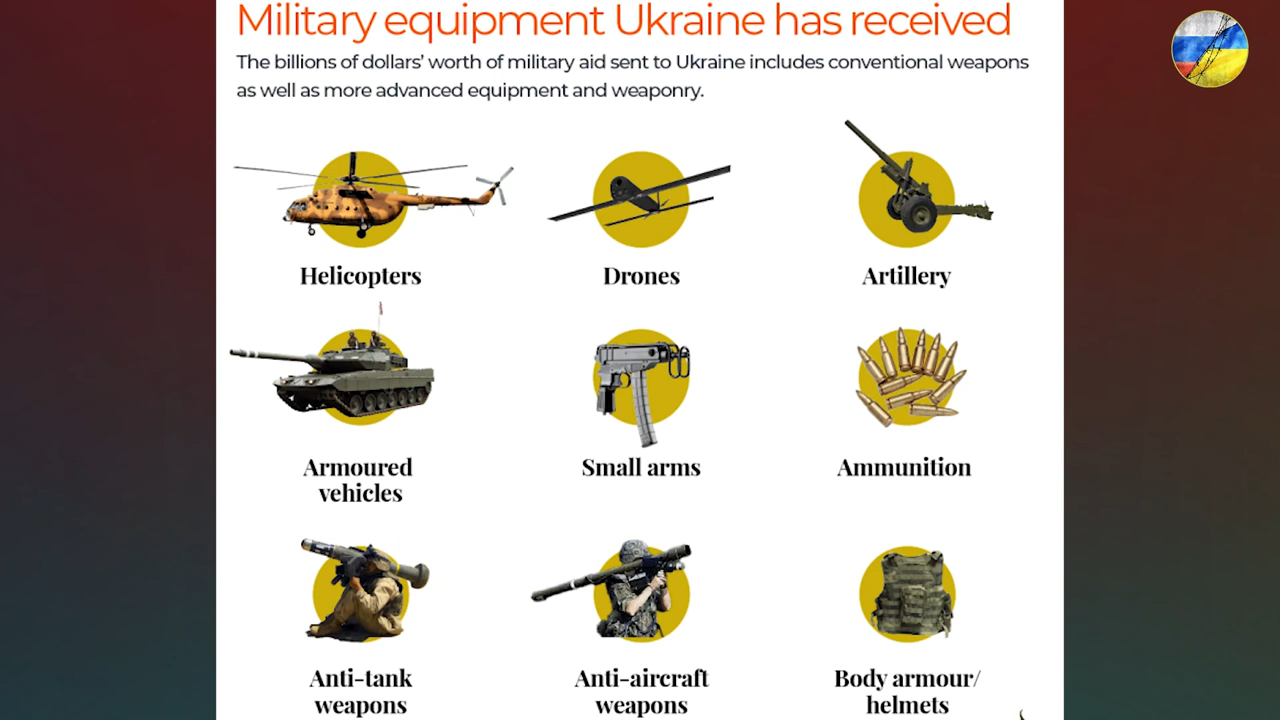 Military equipment Ukraine has received
The billions of dollars’ worth of military aid sent to Ukraine includes conventional weapons
as well as more advanced equipment and weaponry.
Helicopters
Drones
Artillery
Armoured
vehicles
Small arms
Ammunition
Anti-tank
weapons
Anti-aircraft
weapons
Body armour/
helmets